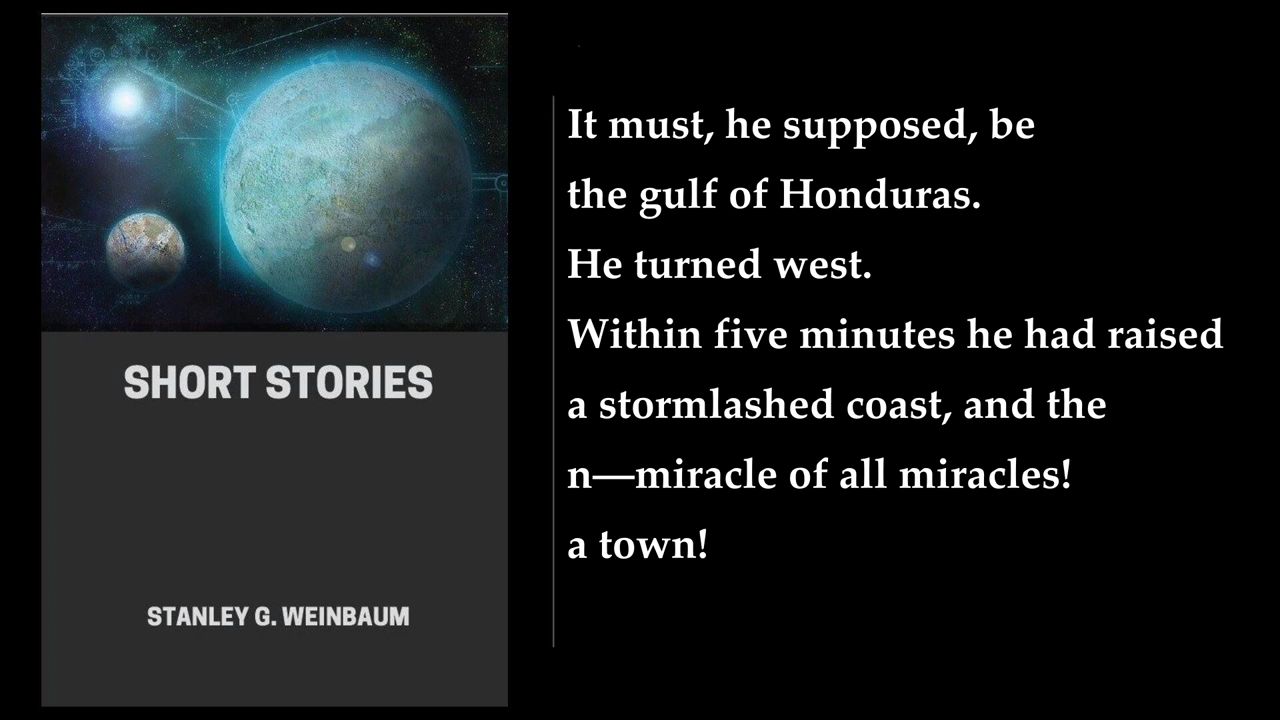 SHORT STORIES
STANLEY G. WEINBAUM
It must, he supposed, be
the gulf of Honduras.
He turned west.
Within five minutes he had raised
a stormlashed coast, and the
n—miracle of all miracles!
a town!